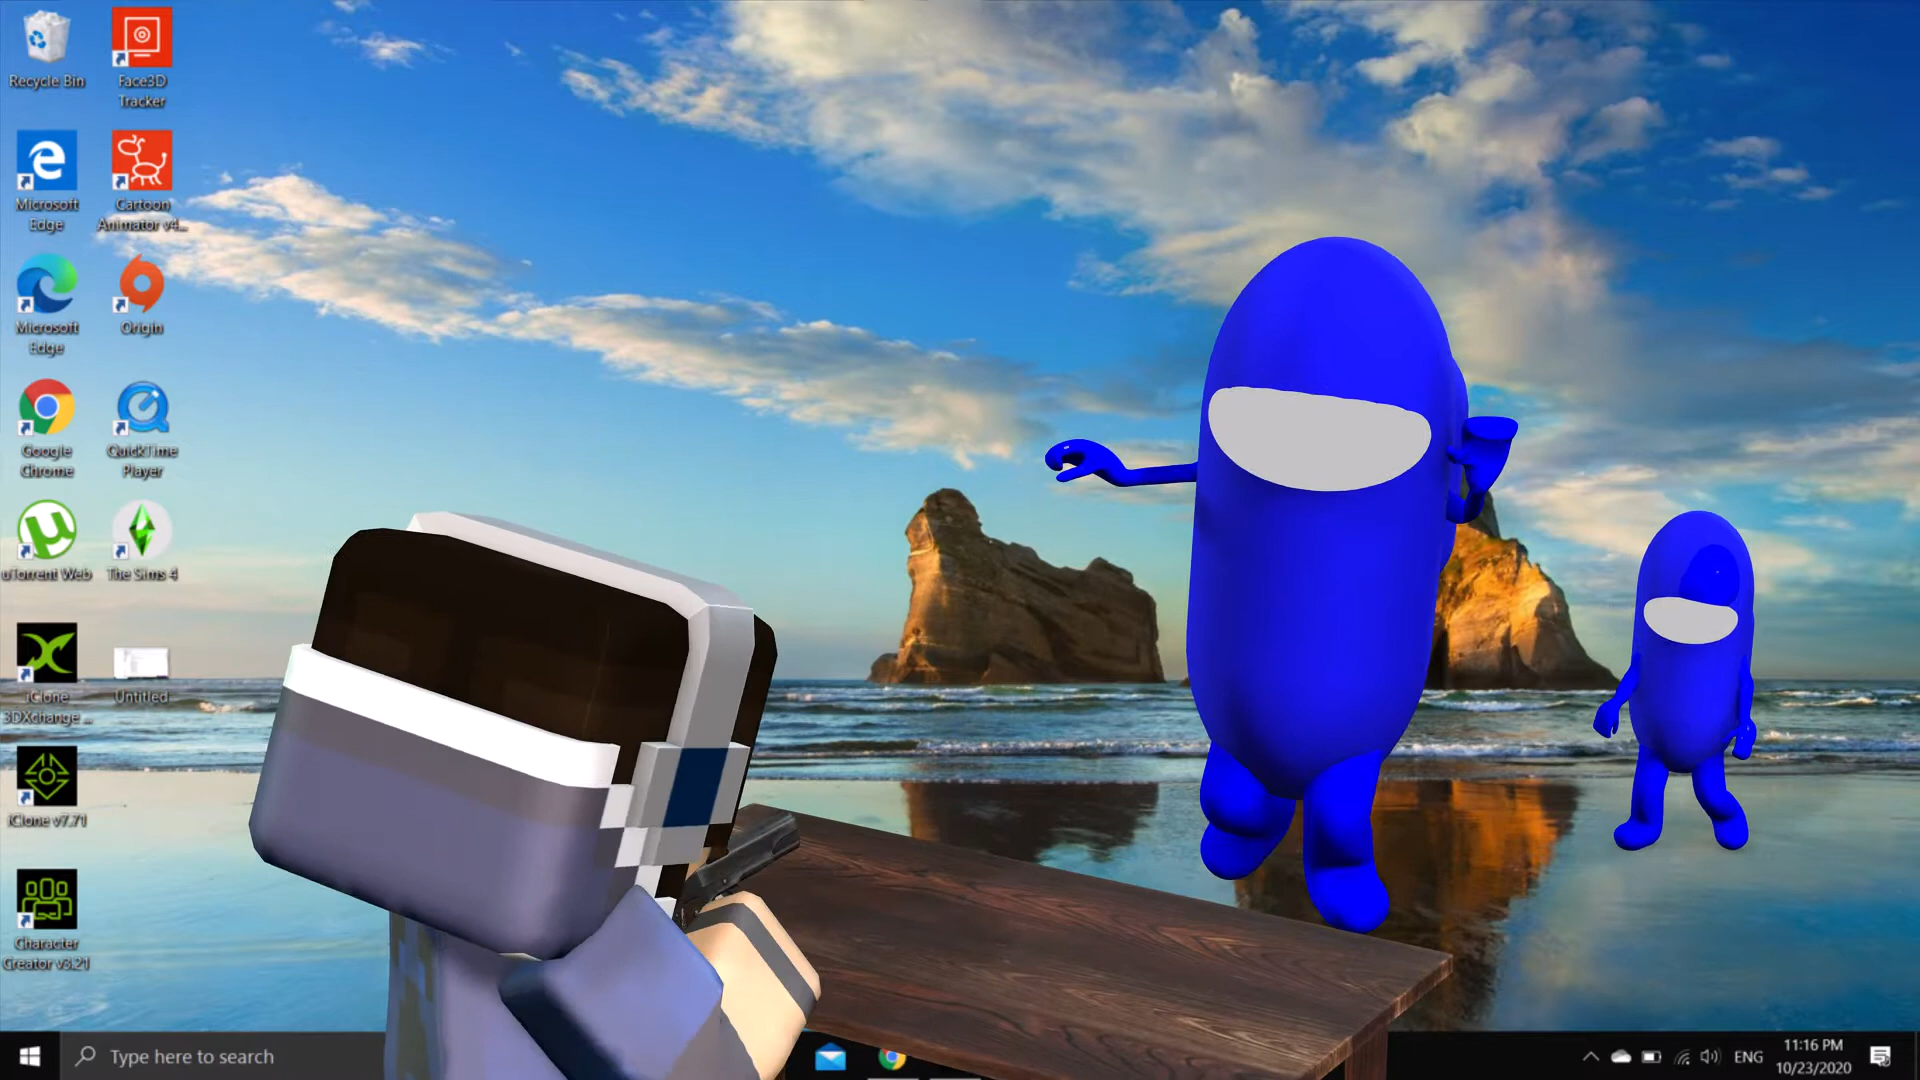 Recycle Bin
Face3D
Tracker
Microsoft
Edge
Cartoon
Animator v4...
Microsoft
Edge
Origin
Google
Chrome
QuickTime
Player
uTorrent Web
The Sims 4
iClone
3DXchange ...
Untitled
iClone v7.71
Character
Creator v3.21
Type here to search
ENG
11:16 PM
10/23/2020